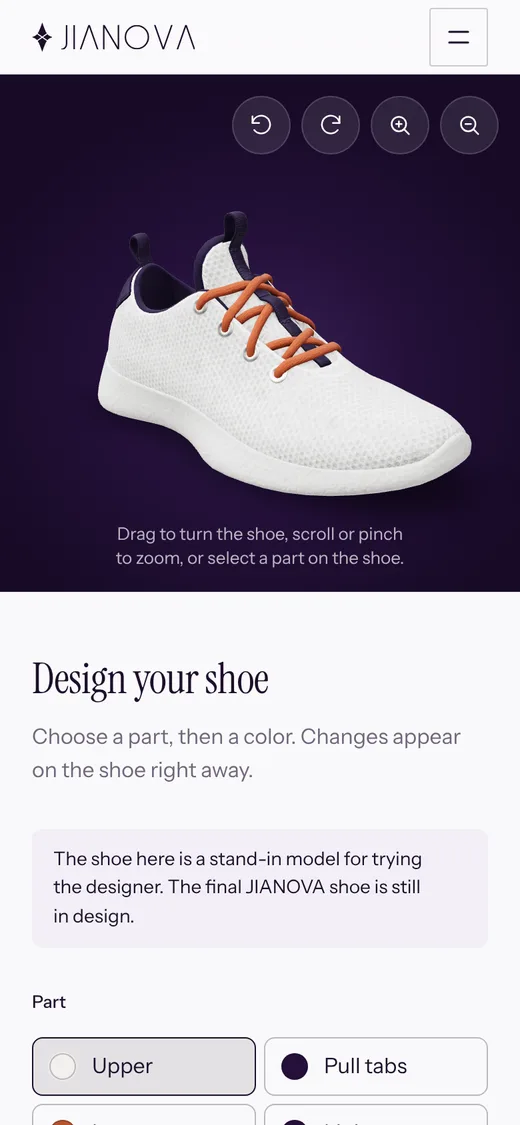 JIANOVA
Drag to turn the shoe, scroll or pinch
to zoom, or select a part on the shoe.
Design your shoe
Choose a part, then a color. Changes appear
on the shoe right away.
The shoe here is a stand-in model for trying
the designer. The final JIANOVA shoe is still
in design.
Part
Upper
Pull tabs